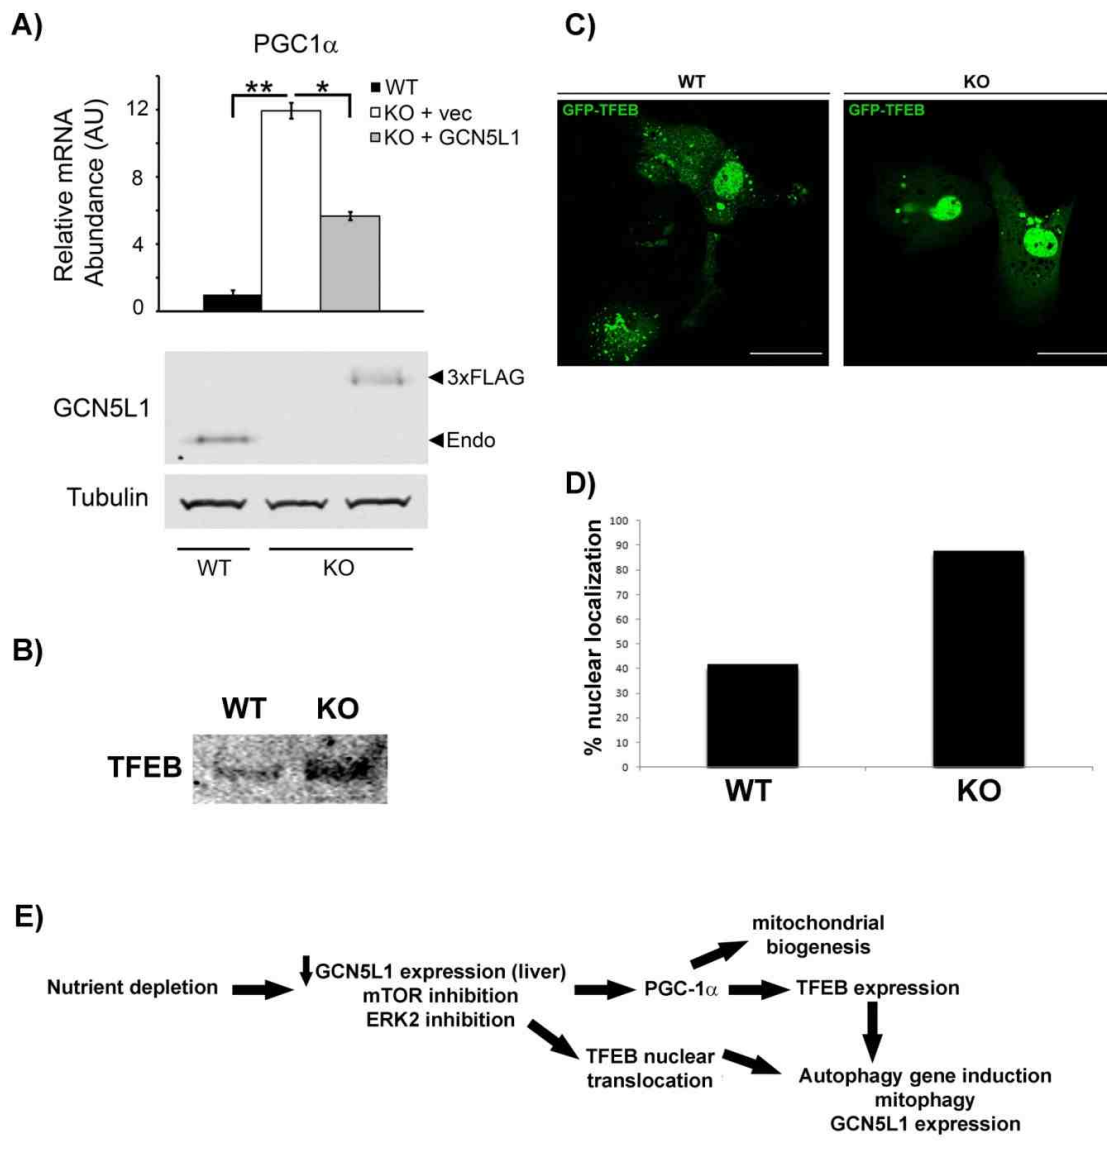 A)
PGC1α
** *
WT
KO + vec
KO + GCN5L1
Relative mRNA
Abundance (AU)
12
8
4
0
GCN5L1
3xFLAG
Endo
Tubulin
WT
KO
B)
WT KO
TFEB
C)
WT
KO
GFP-TFEB
GFP-TFEB
D)
% nuclear localization
100
90
80
70
60
50
40
30
20
10
0
WT
KO
E)
Nutrient depletion
GCN5L1 expression (liver)
mTOR inhibition
ERK2 inhibition
PGC-1α
mitochondrial
biogenesis
TFEB expression
TFEB nuclear
translocation
Autophagy gene induction
mitophagy
GCN5L1 expression